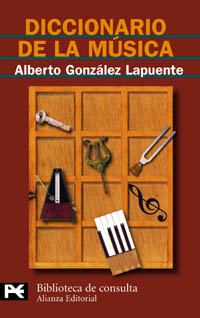 DICCIONARIO
DE LA MÚSICA
Alberto González Lapuente
Biblioteca de consulta
Alianza Editorial